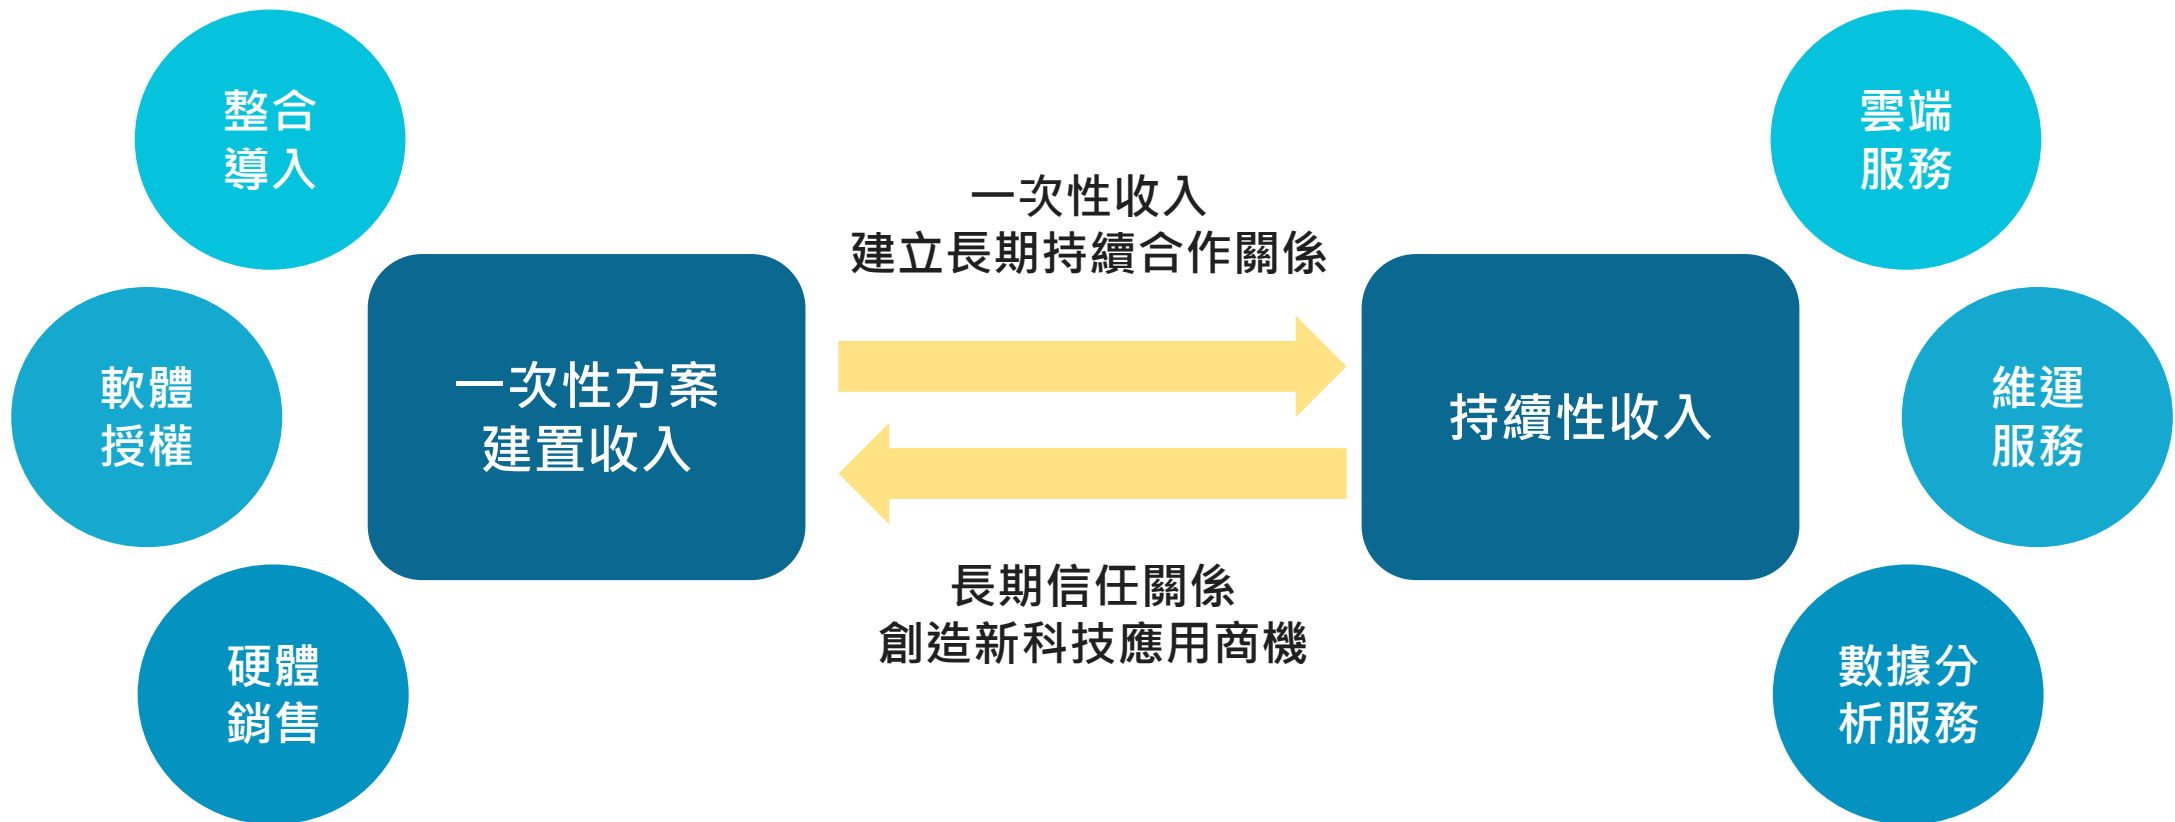 整合
導入
軟體
授權
硬體
銷售
一次性方案
建置收入
一次性收入
建立長期持續合作關係
長期信任關係
創造新科技應用商機
持續性收入
雲端
服務
維運
服務
數據分
析服務